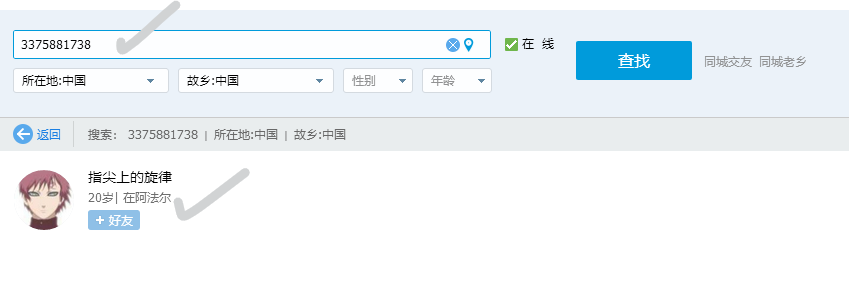 3375881738
在 线
查找
同城交友 同城老乡
所在地:中国 故乡:中国 性别 年龄
返回 搜索： 3375881738 | 所在地:中国 | 故乡:中国
指尖上的旋律
20岁| 在阿法尔
+ 好友